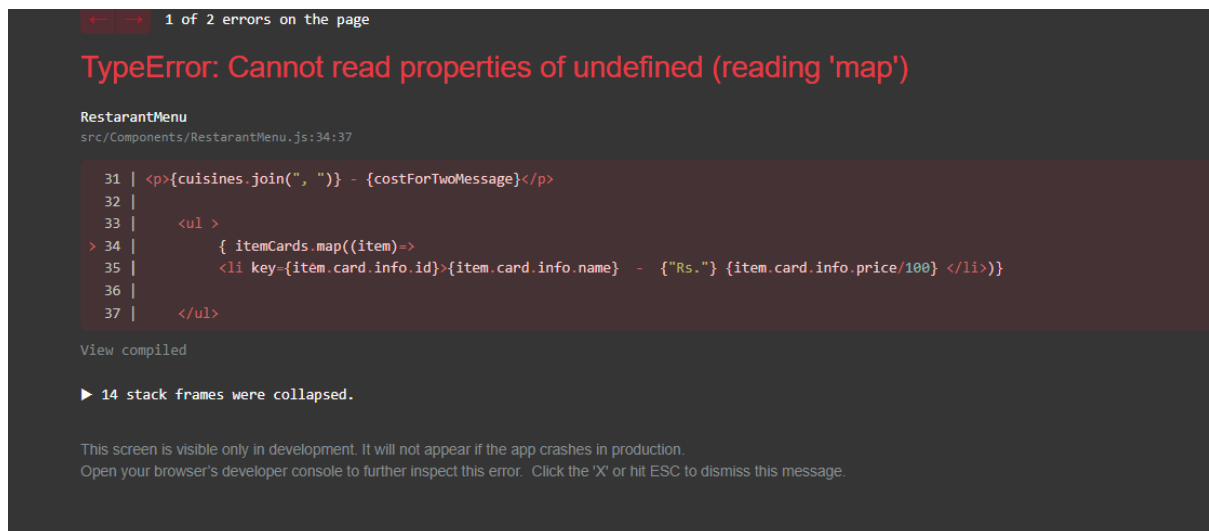 ← → 1 of 2 errors on the page
TypeError: Cannot read properties of undefined (reading 'map')
RestarantMenu
src/Components/RestarantMenu.js:34:37
31 | <p>{cuisines.join(", ")} - {costForTwoMessage}</p>
32 |
33 | <ul >
> 34 | { itemCards.map((item)=>
35 | <li key={item.card.info.id}>{item.card.info.name} - {"Rs."} {item.card.info.price/100} </li>)}
36 |
37 | </ul>
View compiled
▶ 14 stack frames were collapsed.
This screen is visible only in development. It will not appear if the app crashes in production.
Open your browser’s developer console to further inspect this error. Click the 'X' or hit ESC to dismiss this message.